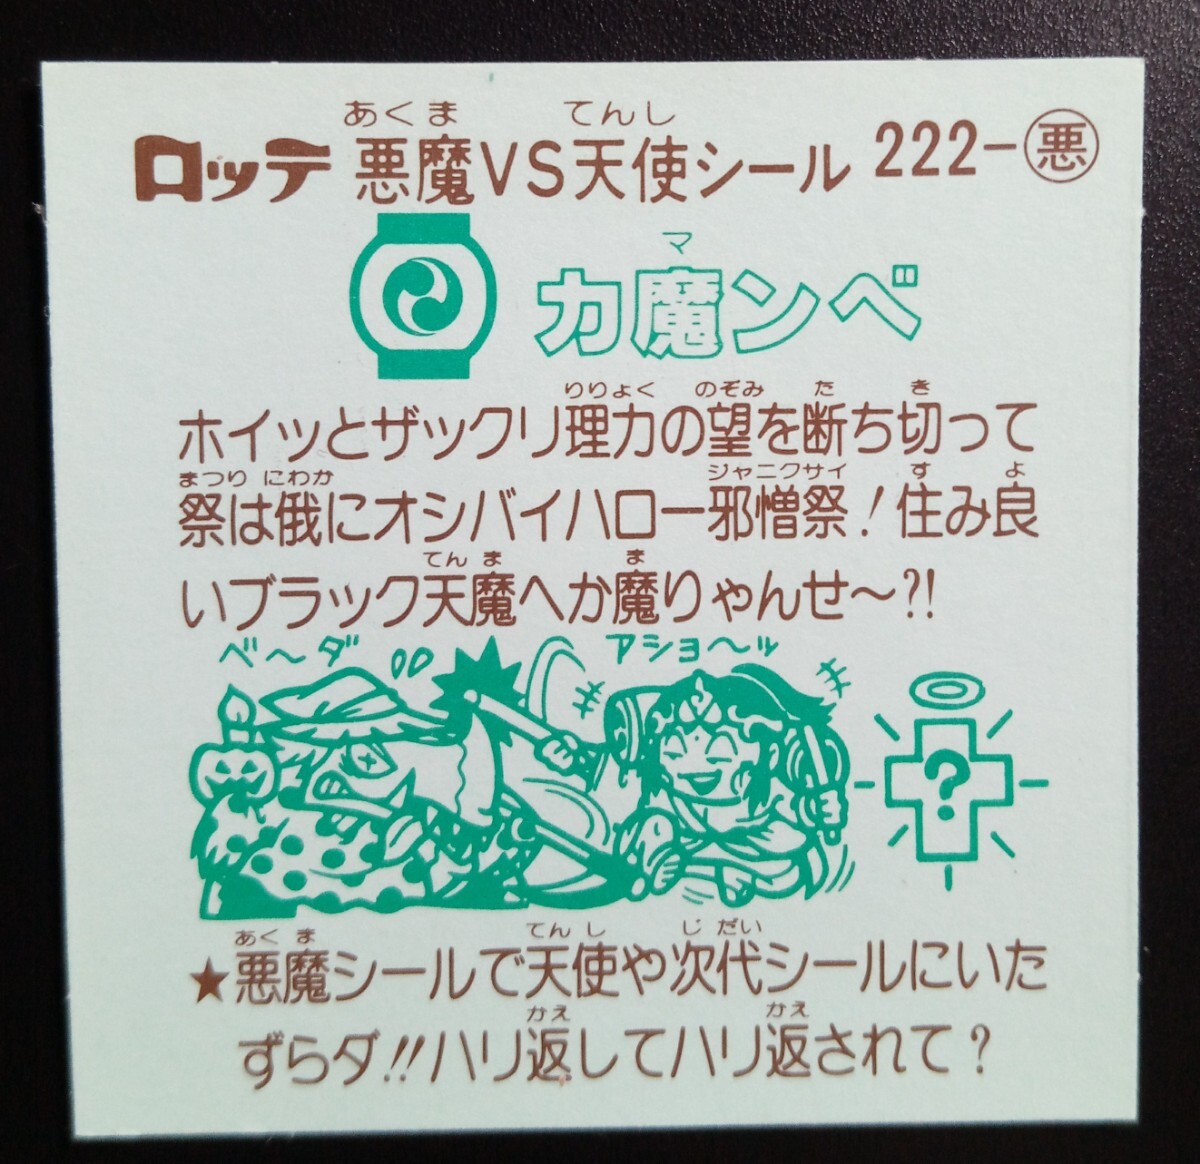 あくま てんし
ロッテ 悪魔VS天使シール 222-悪
マ
カ魔ンベ
りりょく のぞみ た き
ホイッとザックリ理力の望を断ち切って
まつり にわか ジャニクサイ す よ
祭は俄にオシバイハロー邪憎祭!住み良
てんま ま
いブラック天魔へか魔りゃんせ〜?!
ベ〜ダ アショ〜ル
?
あくま てんし じだい
★悪魔シールで天使や次代シールにいた
かえ かえ
ずらダ!!ハリ返してハリ返されて?